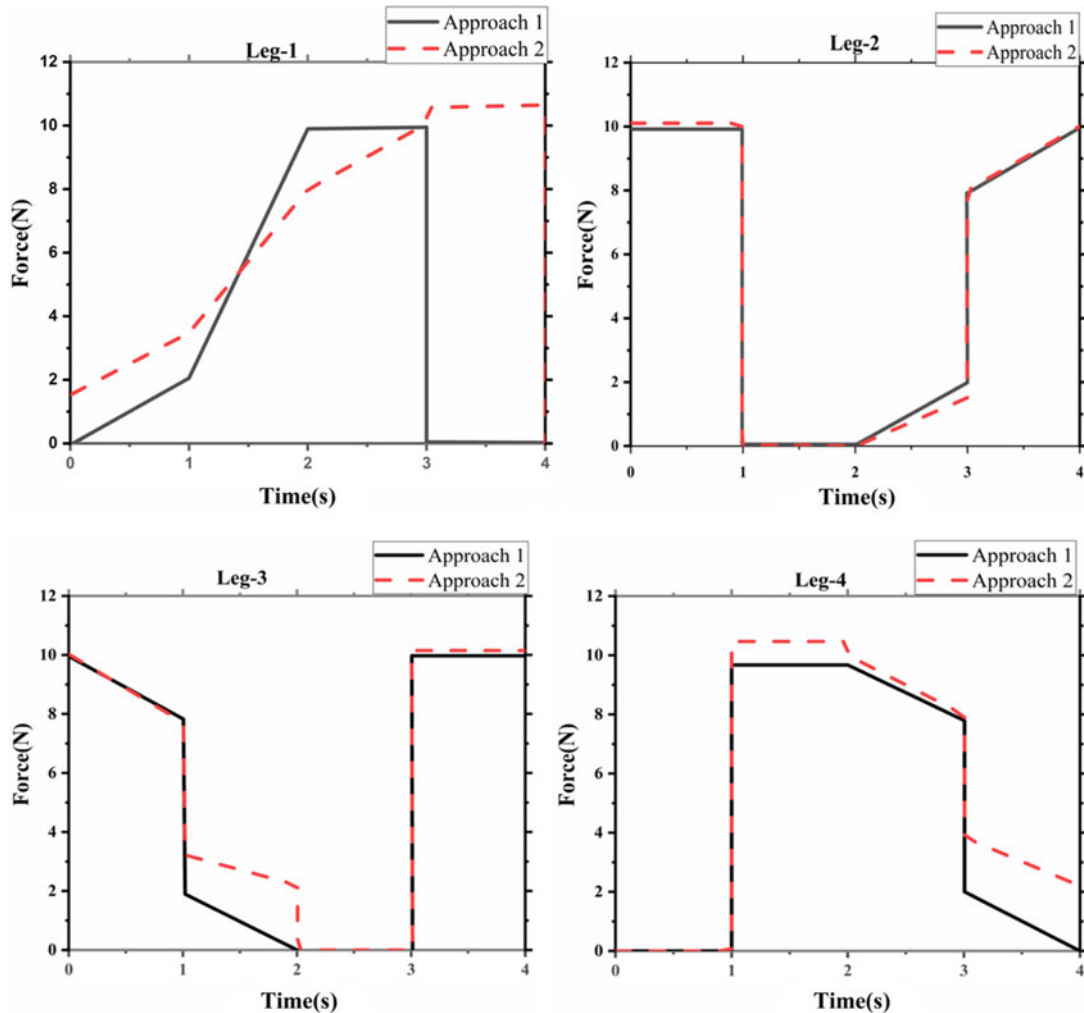 Leg-1
Approach 1
Approach 2
12
10
8
6
4
2
0
Force(N)
0 1 2 3 4
Time(s)
Leg-2
Approach 1
Approach 2
12
10
8
6
4
2
0
Force(N)
0 1 2 3 4
Time(s)
Leg-3
Approach 1
Approach 2
12
10
8
6
4
2
0
Force(N)
0 1 2 3 4
Time(s)
Leg-4
Approach 1
Approach 2
12
10
8
6
4
2
0
Force(N)
0 1 2 3 4
Time(s)